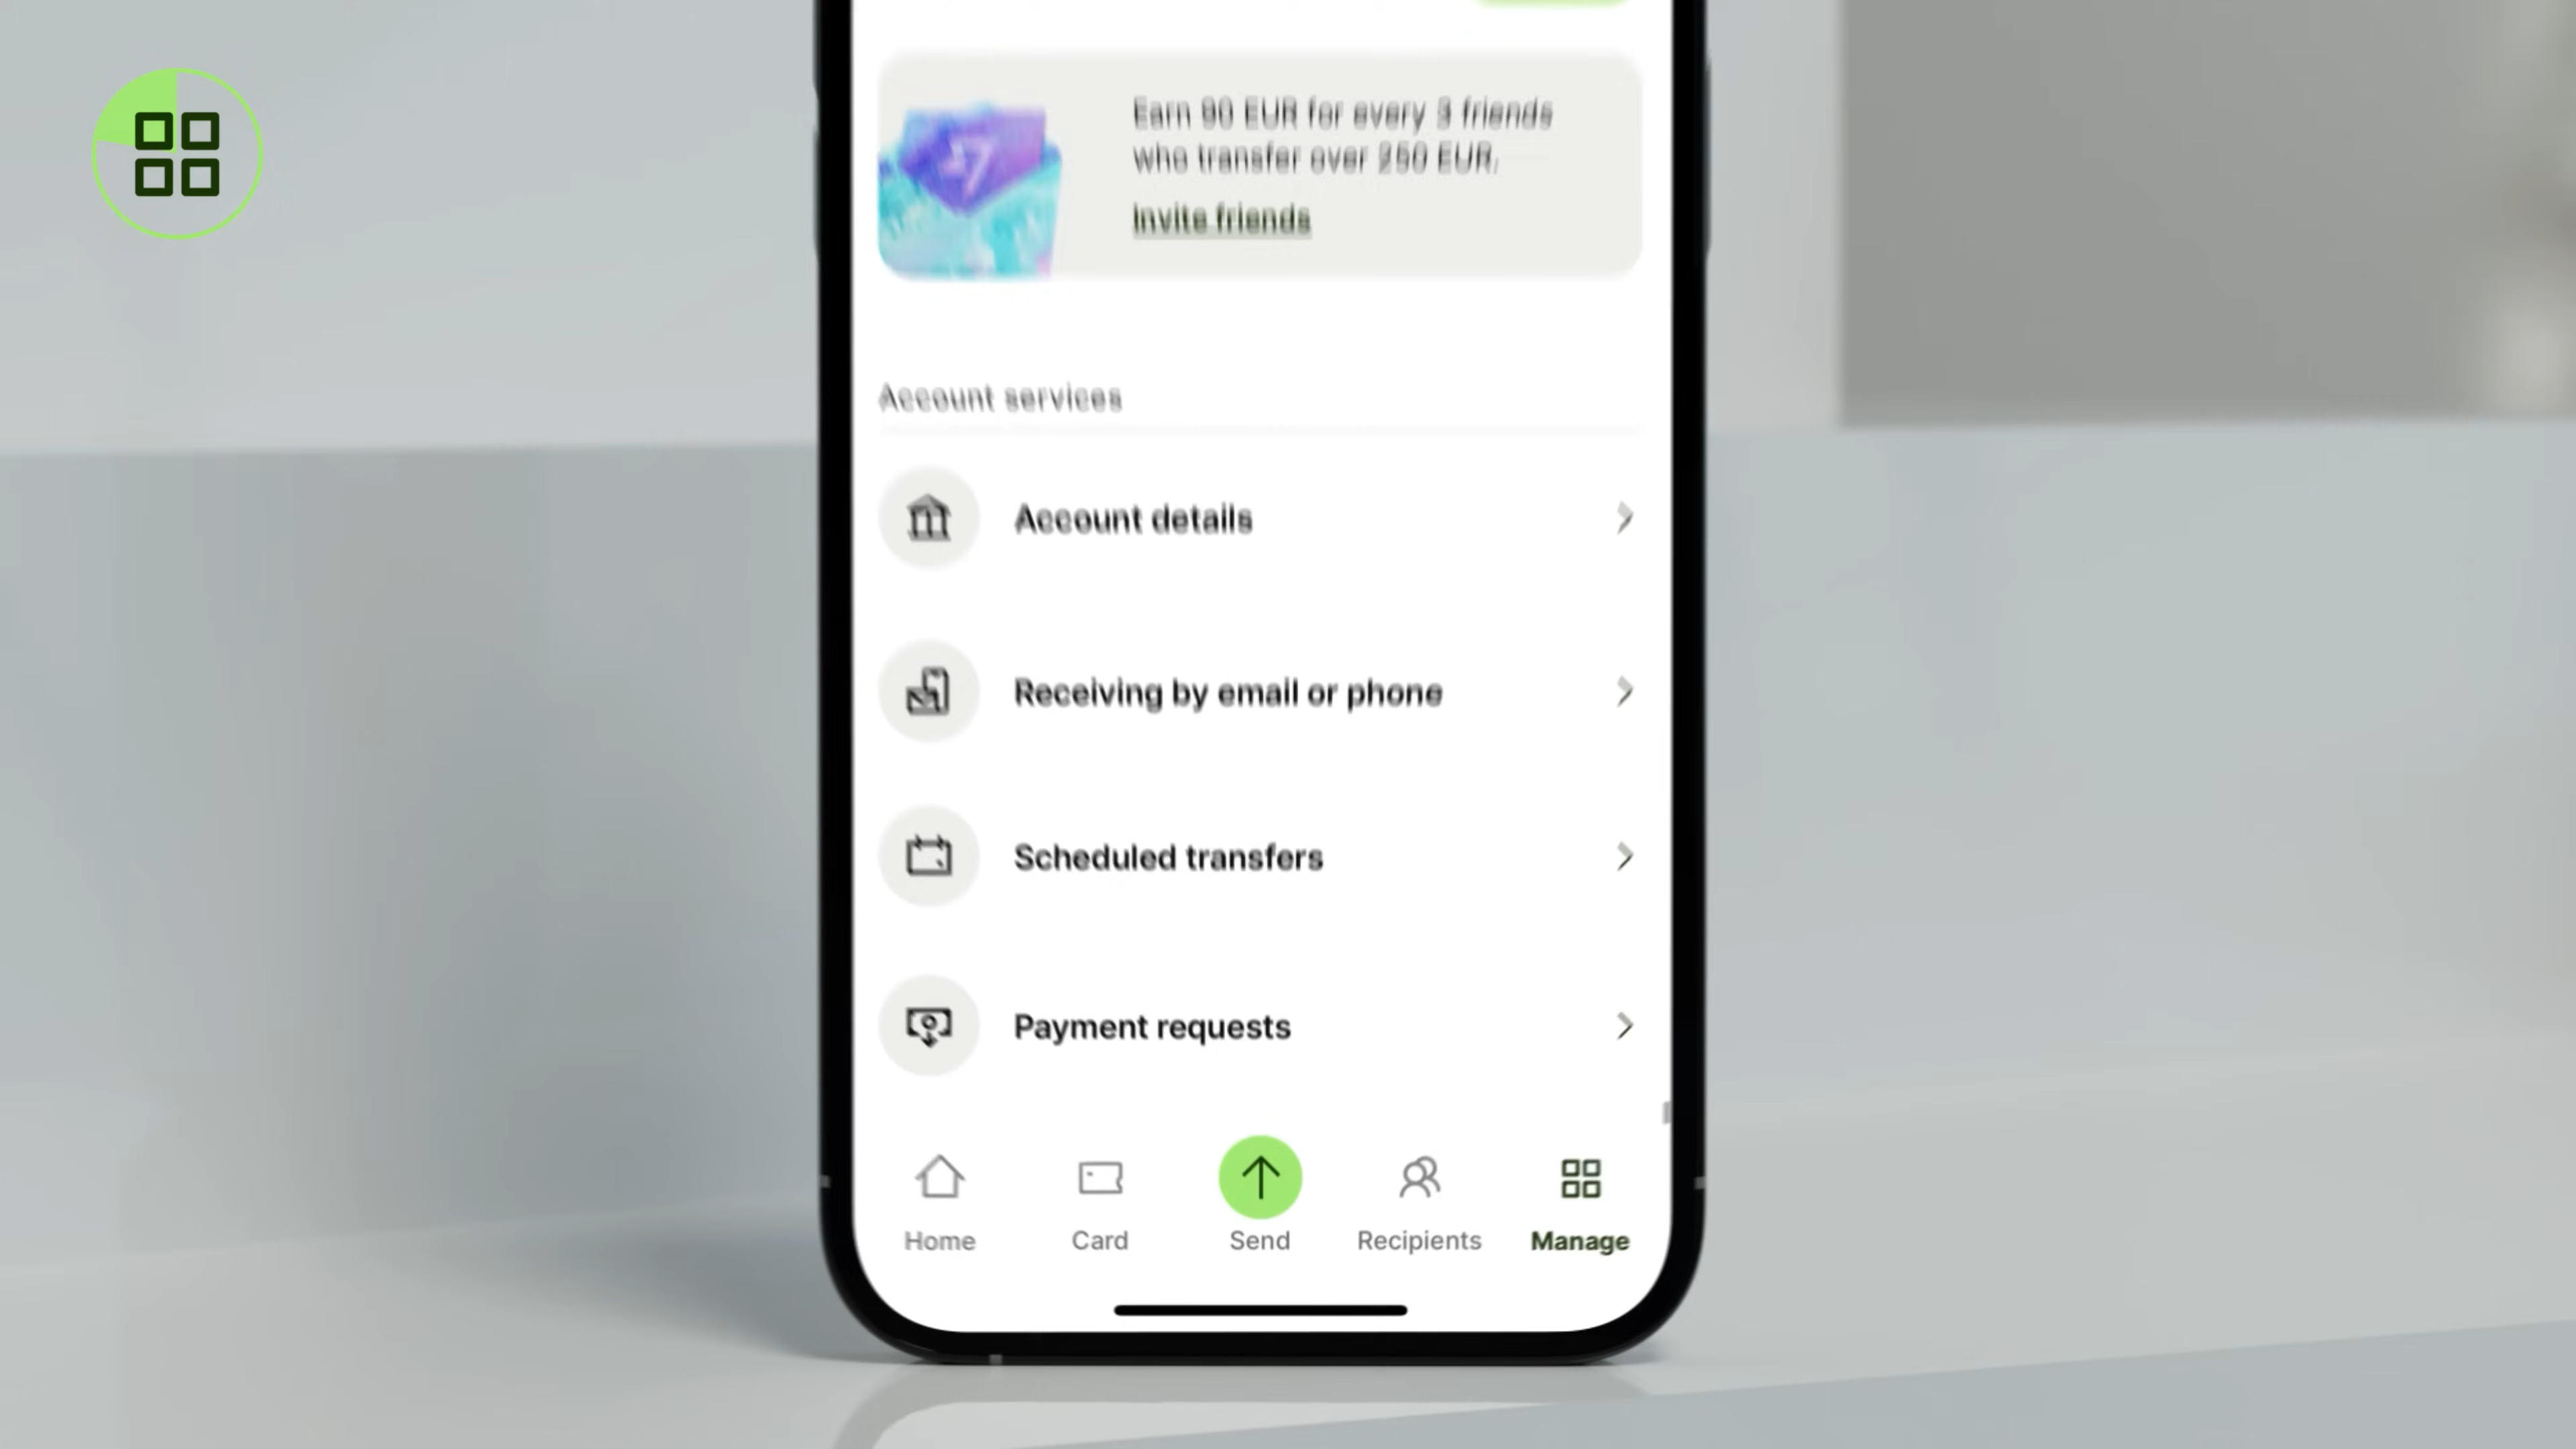 Earn 90 EUR for every 3 friends
who transfer over 250 EUR.
Invite friends
Account services
Account details
Receiving by email or phone
Scheduled transfers
Payment requests
Home
Card
Send
Recipients
Manage